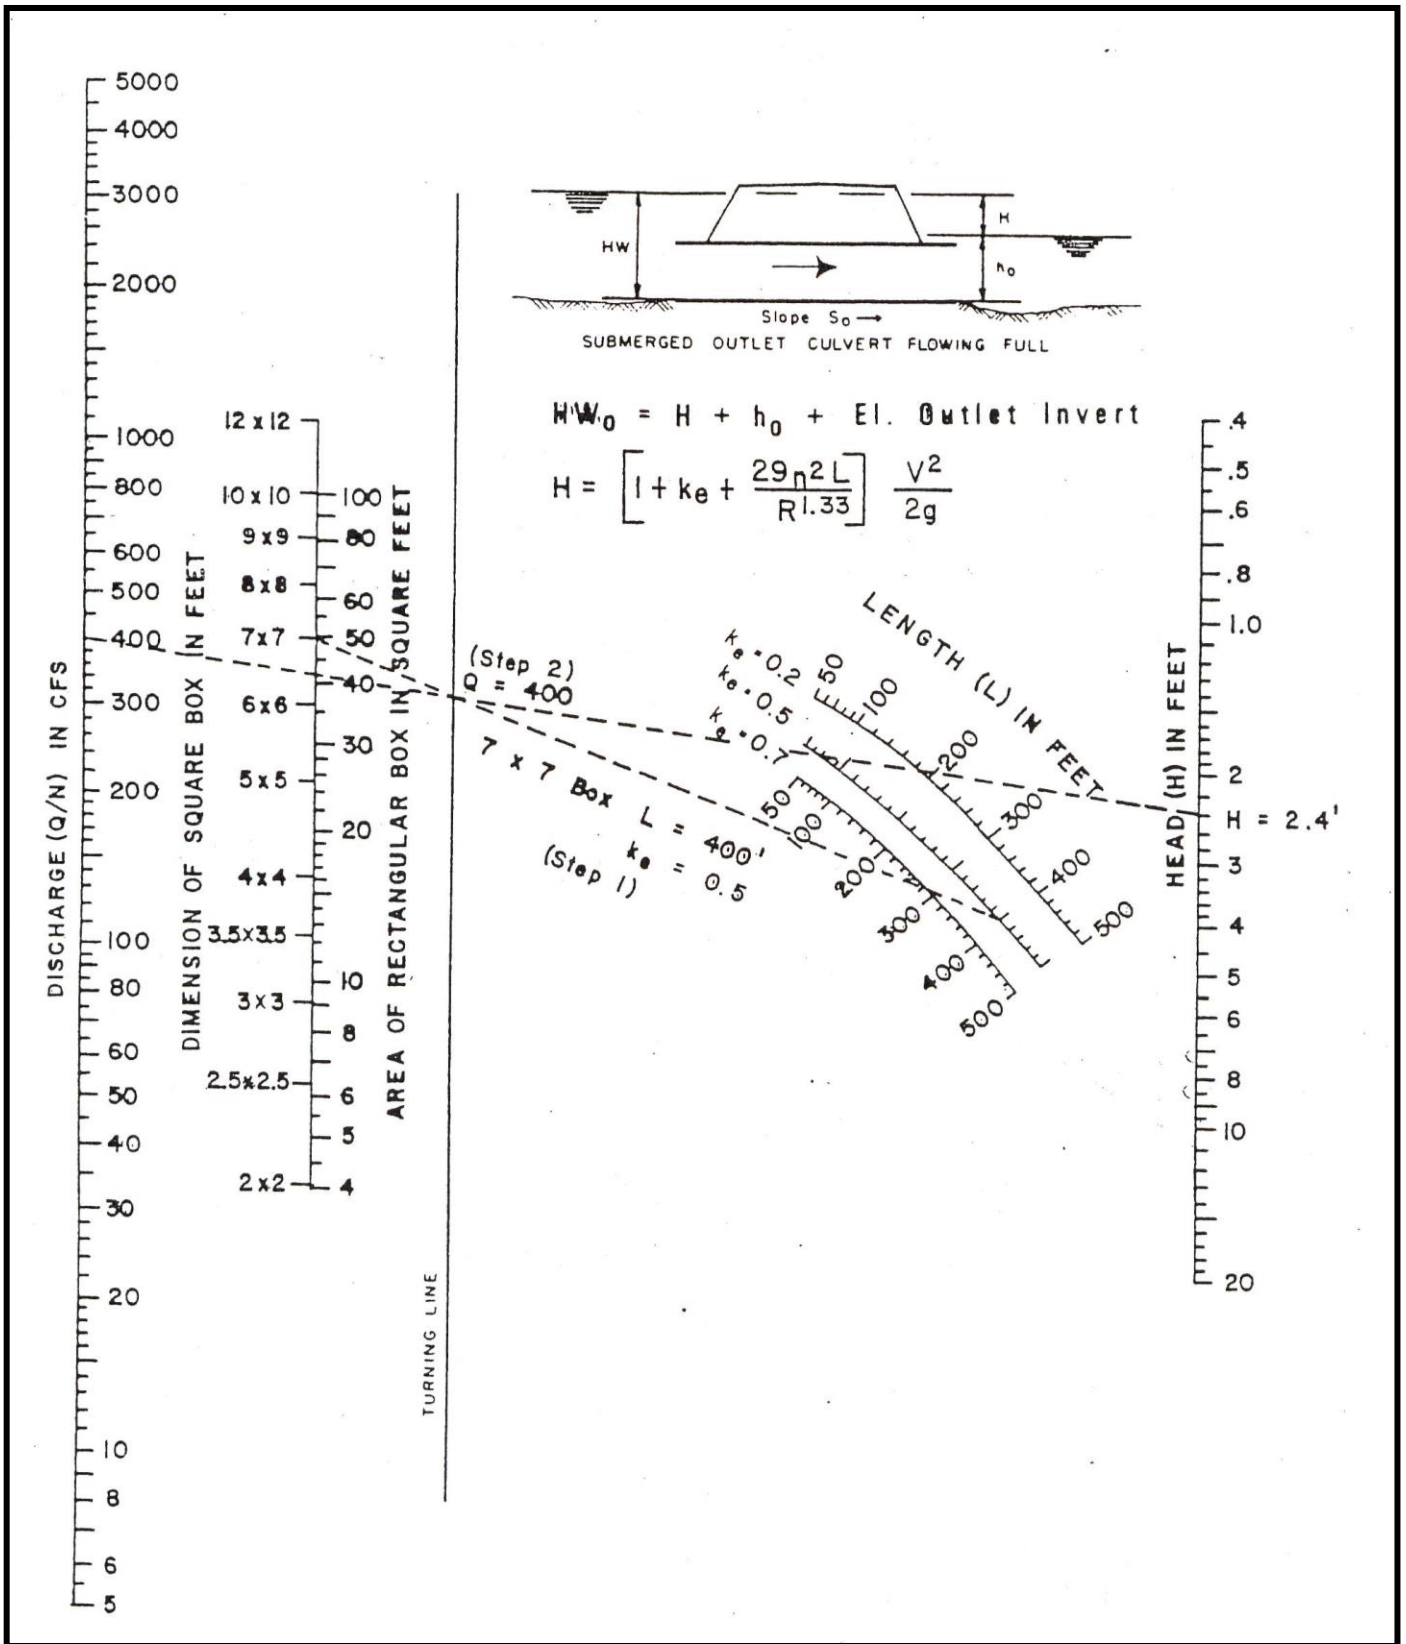 5000
4000
3000
2000
1000
800
600
500
400
300
200
100
80
60
50
40
30
20
10
8
6
5
DISCHARGE (Q/N) IN CFS
12 x 12
10 x 10
9 x 9
8 x 8
7 x 7
6 x 6
5 x 5
4 x 4
3.5 x 3.5
3 x 3
2.5 x 2.5
2 x 2
DIMENSION OF SQUARE BOX IN FEET
100
80
60
50
40
30
20
10
8
6
5
4
AREA OF RECTANGULAR BOX IN SQUARE FEET
TURNING LINE
HW
H
ho
Slope So
SUBMERGED OUTLET CULVERT FLOWING FULL
HWo = H + ho + El. Outlet Invert
H = [1 + ke + 29n2 L / R1.33] V2 / 2g
(Step 2)
Q = 400
7 x 7 Box L = 400'
ke = 0.5
(Step 1)
ke = 0.2
ke = 0.5
ke = 0.7
LENGTH (L) IN FEET
50
100
200
300
400
500
50
100
200
300
400
500
.4
.5
.6
.8
1.0
2
H = 2.4'
3
4
5
6
8
10
20
HEAD (H) IN FEET